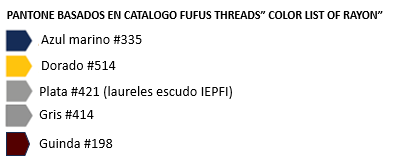 PANTONE BASADOS EN CATALOGO FUFUS THREADS” COLOR LIST OF RAYON”
Azul marino #335
Dorado #514
Plata #421 (laureles escudo IEPFI)
Gris #414
Guinda #198